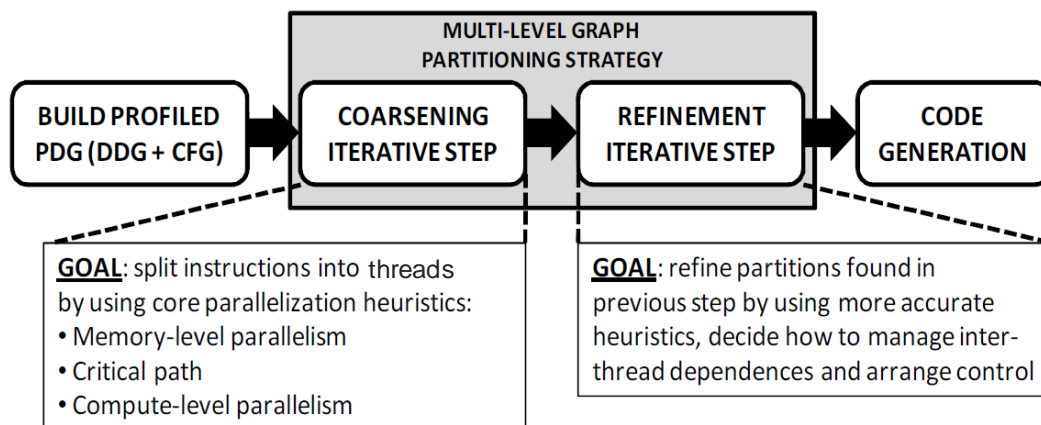 MULTI-LEVEL GRAPH
PARTITIONING STRATEGY
BUILD PROFILED
PDG (DDG + CFG)
COARSENING
ITERATIVE STEP
REFINEMENT
ITERATIVE STEP
CODE
GENERATION
GOAL: split instructions into threads
by using core parallelization heuristics:
• Memory-level parallelism
• Critical path
• Compute-level parallelism
GOAL: refine partitions found in
previous step by using more accurate
heuristics, decide how to manage inter-
thread dependences and arrange control